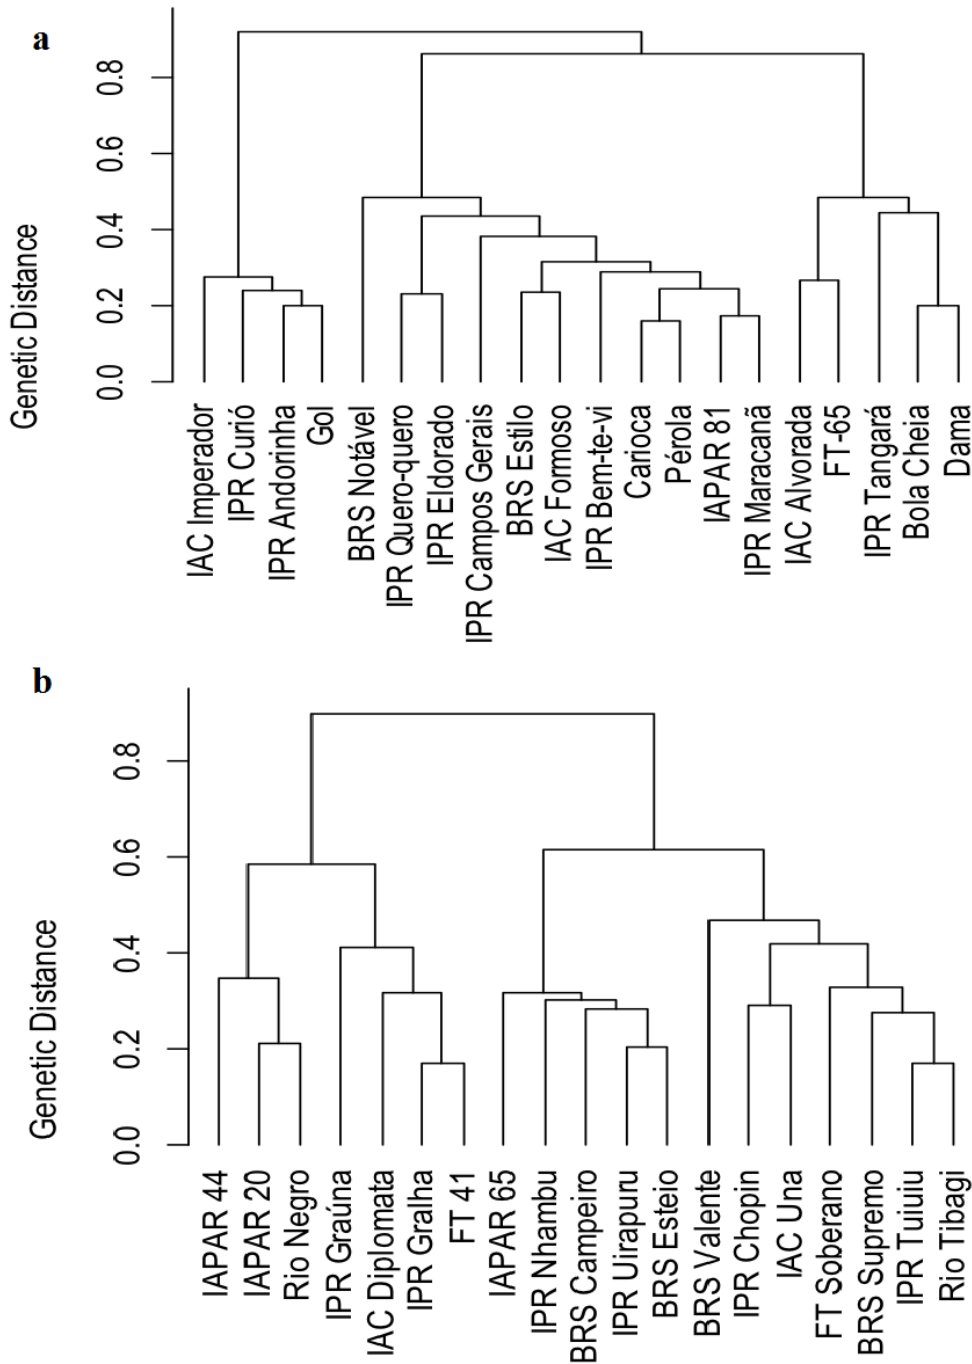 a
0.8
0.6
0.4
0.2
0.0
Genetic Distance
IAC Imperador
IPR Curió
IPR Andorinha
Gol
BRS Notável
IPR Quero-quero
IPR Eldorado
IPR Campos Gerais
BRS Estilo
IAC Formoso
IPR Bem-te-vi
Carioca
Pérola
IAPAR 81
IPR Maracanã
IAC Alvorada
FT-65
IPR Tangará
Bola Cheia
Dama
b
0.8
0.6
0.4
0.2
0.0
Genetic Distance
IAPAR 44
IAPAR 20
Rio Negro
IPR Graúna
IAC Diplomata
IPR Gralha
FT 41
IAPAR 65
IPR Nhambu
BRS Campeiro
IPR Uirapuru
BRS Esteio
BRS Valente
IPR Chopin
IAC Una
FT Soberano
BRS Supremo
IPR Tuiuiu
Rio Tibagi